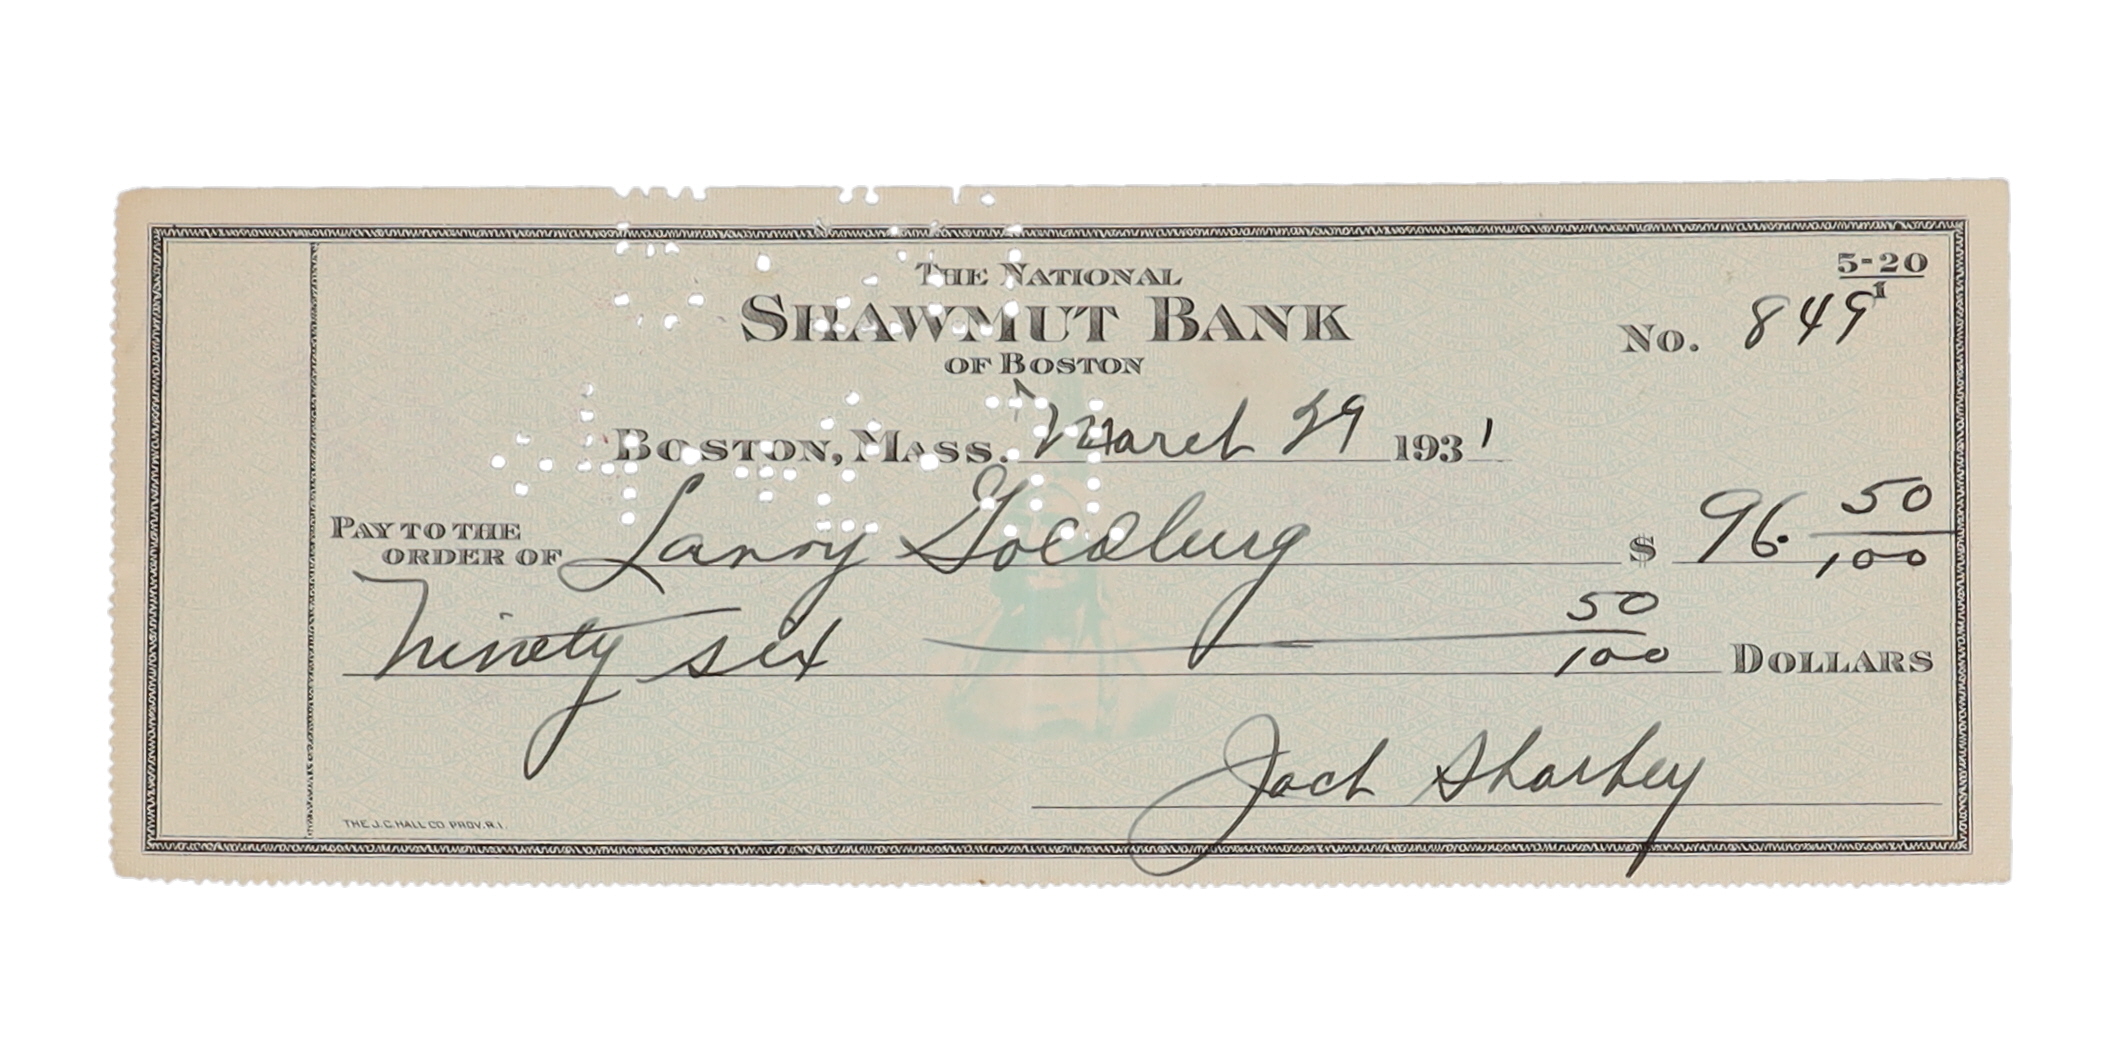 THE NATIONAL
SHAWMUT BANK
OF BOSTON
5-20
1
No. 849
BOSTON, MASS. March 29 1931
PAY TO THE
ORDER OF Larry Goldburg $ 96. 50/100
Ninety six 50/100 DOLLARS
Jack Sharkey
THE J.C. HALL CO. PROV. R.I.